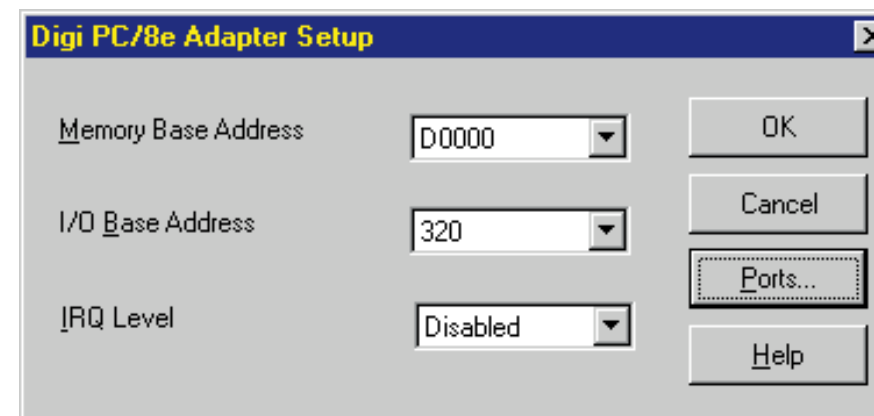 Digi PC/8e Adapter Setup
Memory Base Address
D0000
OK
Cancel
I/O Base Address
320
Ports...
IRQ Level
Disabled
Help